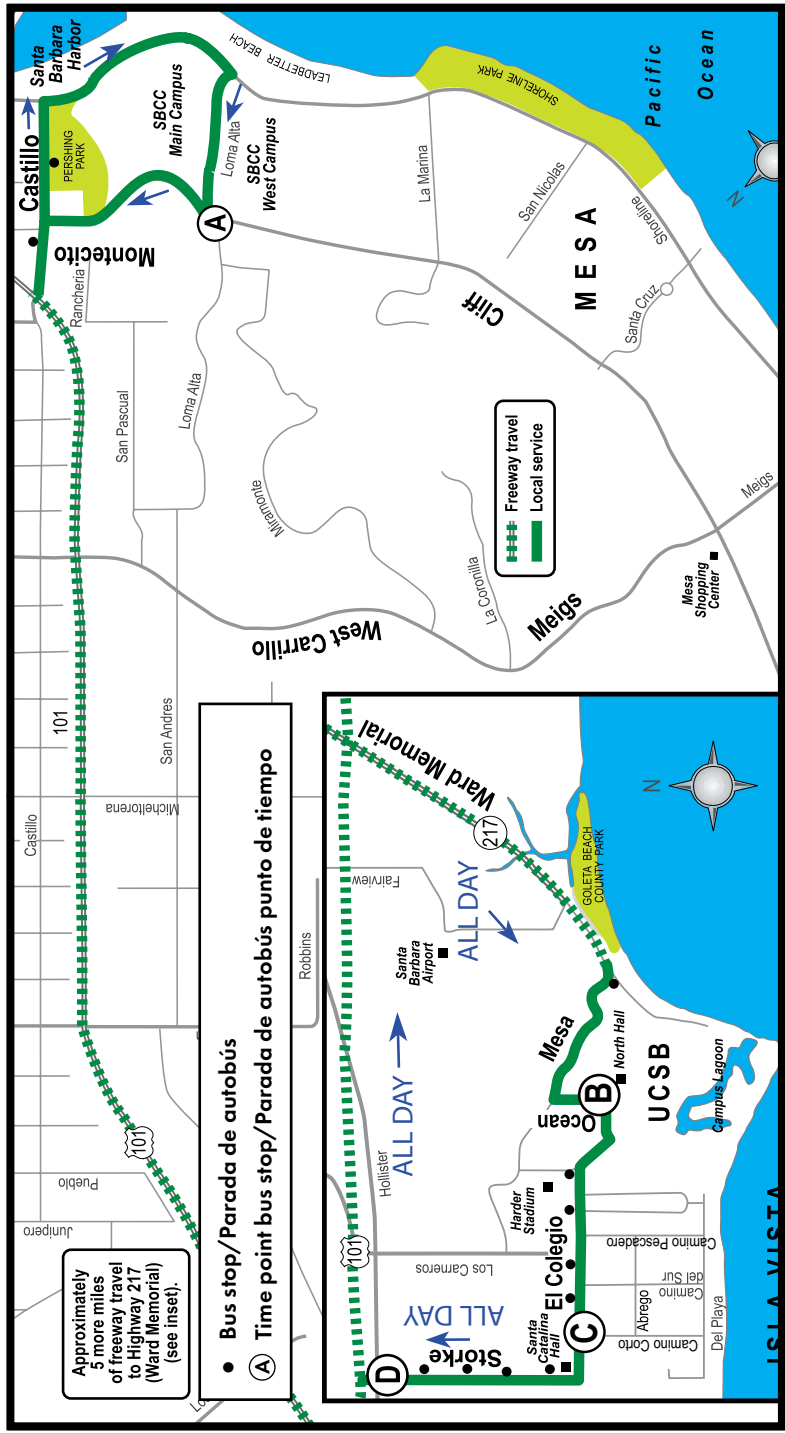 Santa
Barbara
Harbor
LEADBETTER BEACH
SHORELINE PARK
Pacific
Ocean
Castillo
PERSHING
PARK
SBCC
Main Campus
Loma Alta
SBCC
West Campus
A
Montecito
Rancheria
La Marina
San Nicolas
MESA
Shoreline
N
Cliff
Santa Cruz
San Pascual
Loma Alta
Miramonte
Freeway travel
Local service
La Coronilla
Meigs
Meigs
Mesa
Shopping
Center
West Carrillo
101
San Andres
Castillo
Micheltorena
Robbins
101
Pueblo
Junipero
Lo
Approximately
5 more miles
of freeway travel
to Highway 217
(Ward Memorial)
(see inset).
Bus stop/Parada de autobús
A Time point bus stop/Parada de autobús punto de tiempo
Ward Memorial
217
Fairview
GOLETA BEACH
COUNTY PARK
N
Santa
Barbara
Airport
ALL DAY
ALL DAY
Hollister
101
Mesa
North Hall
B
Ocean
UCSB
Campus Lagoon
Harder
Stadium
Los Carneros
El Colegio
ALL DAY
Storke
Santa
Catalina
Hall
C
D
Camino Pescadero
Camino
del Sur
Abrego
Camino Corto
Del Playa
ISLA VISTA